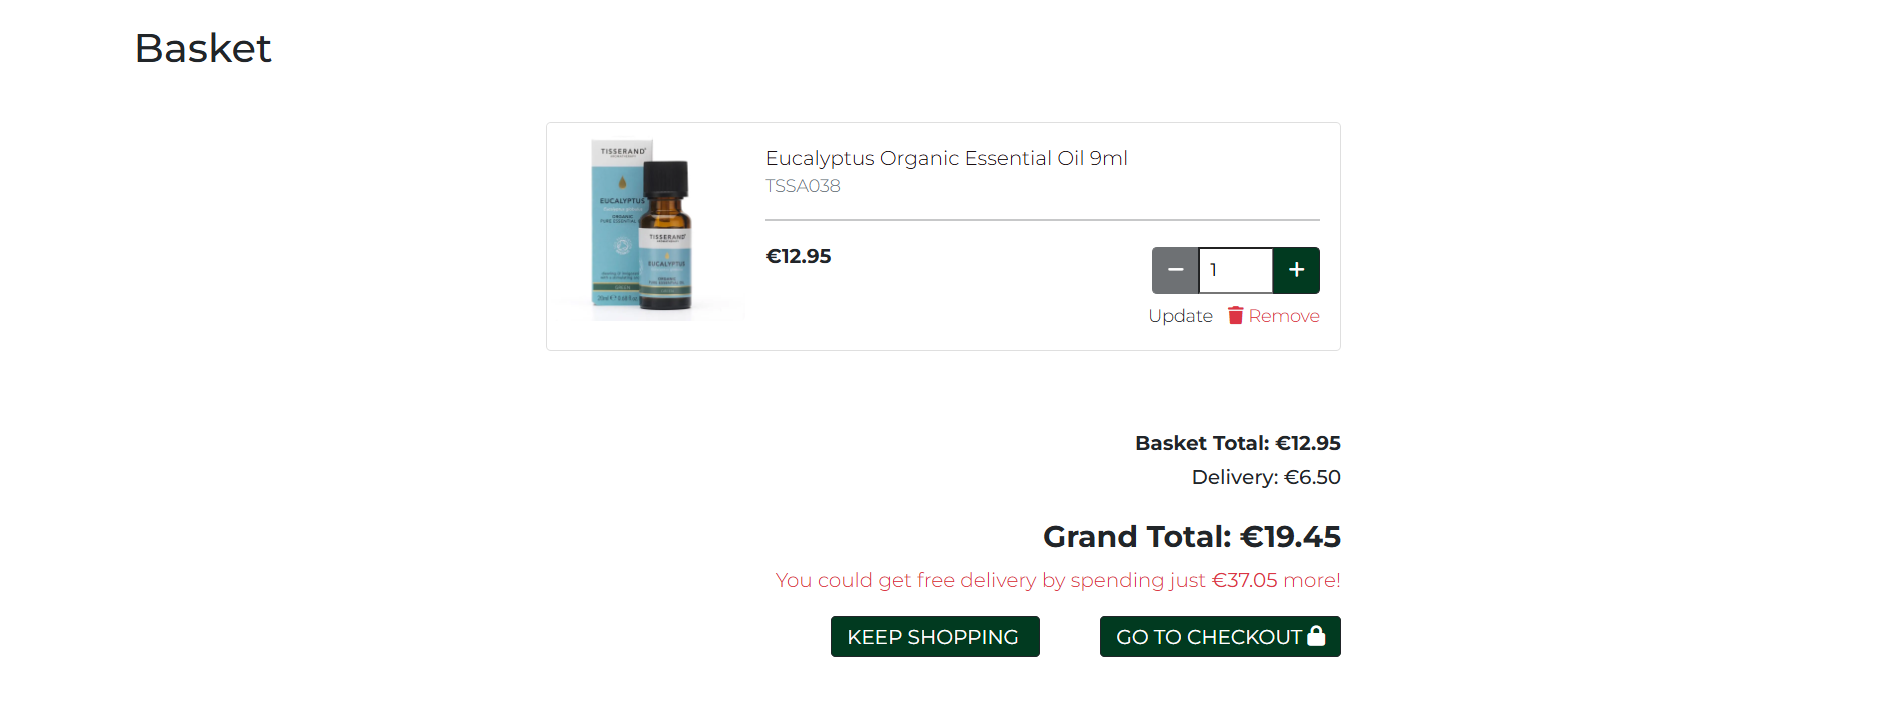 Basket
TISSERAND
EUCALYPTUS
ORGANIC
PURE ESSENTIAL
TISSERAND
EUCALYPTUS
ORGANIC
Eucalyptus Organic Essential Oil 9ml
TSSA038
€12.95
1
Update Remove
Basket Total: €12.95
Delivery: €6.50
Grand Total: €19.45
You could get free delivery by spending just €37.05 more!
KEEP SHOPPING
GO TO CHECKOUT